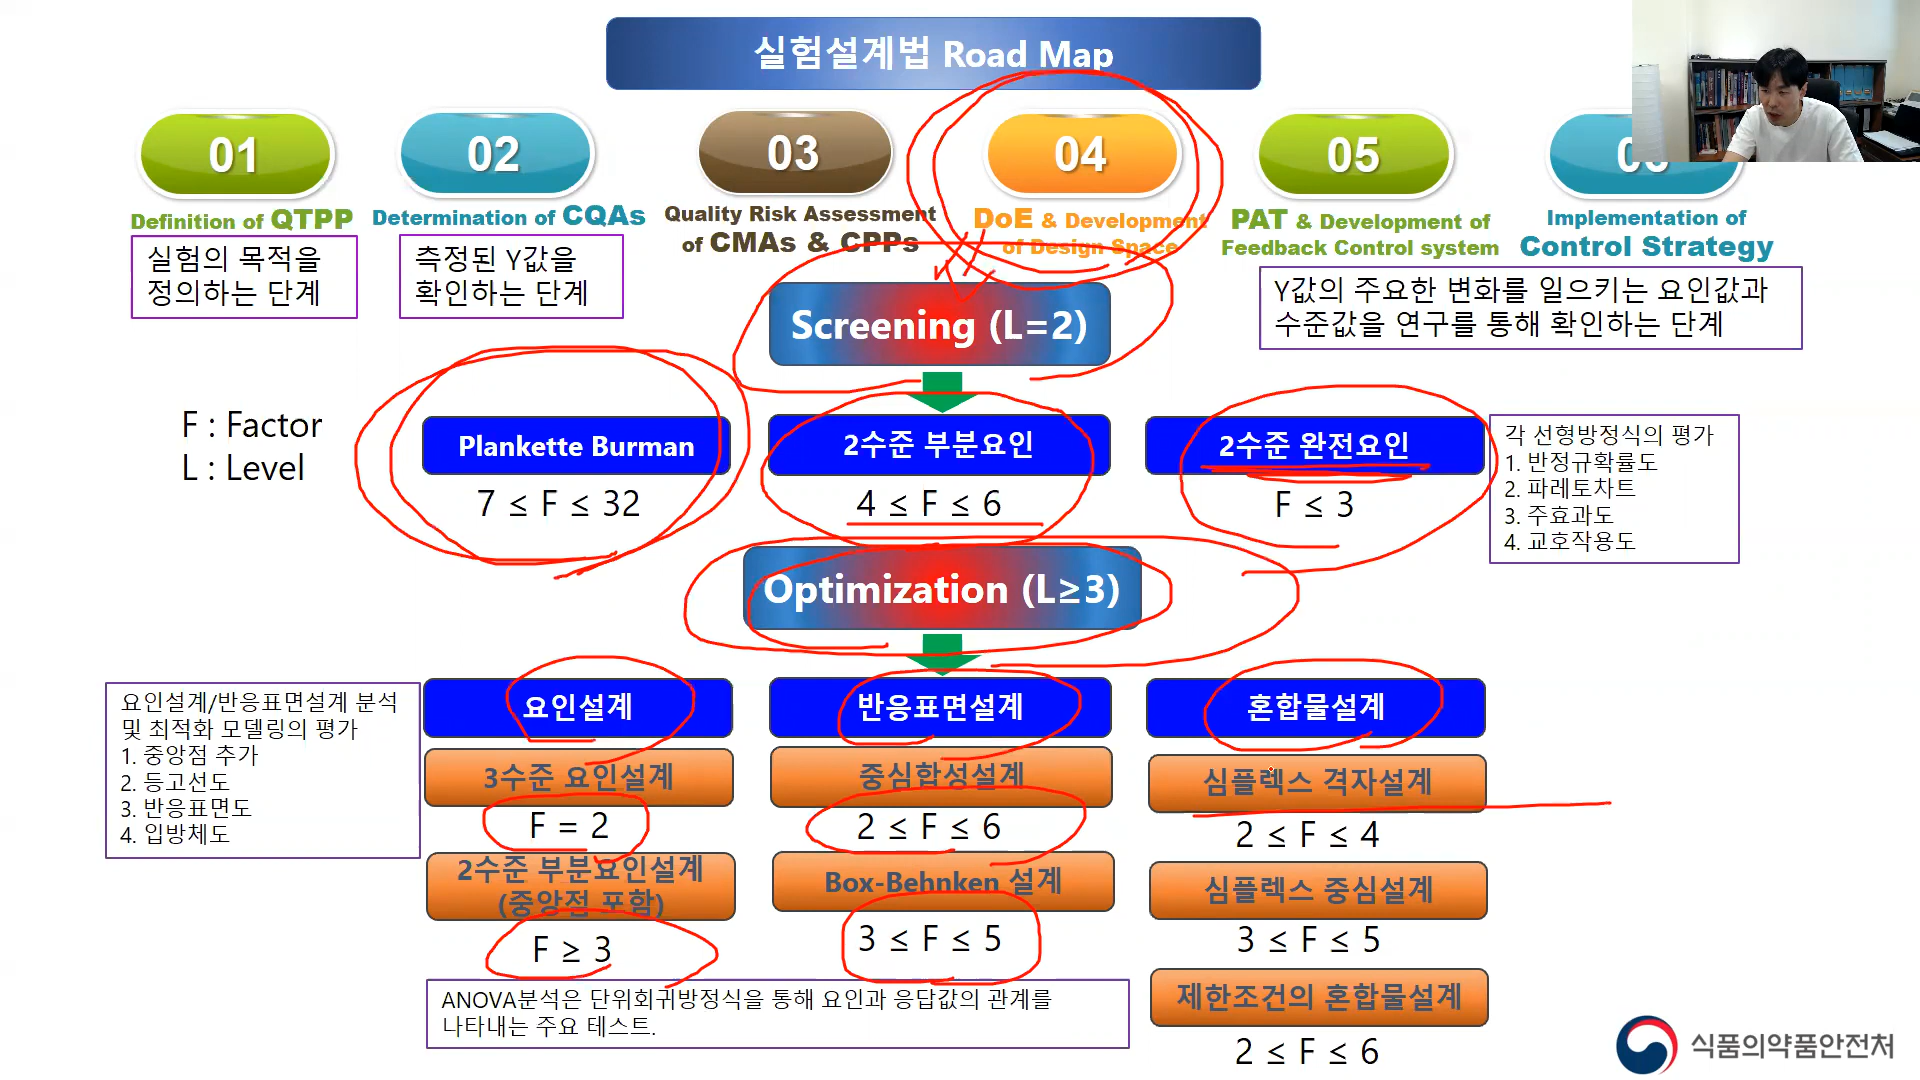 실험설계법 Road Map
01
02
03
04
05
Definition of QTPP
Determination of CQAs
Quality Risk Assessment
of CMAs & CPPs
DoE & Development
of Design Space
PAT & Development of
Feedback Control system
Implementation of
Control Strategy
실험의 목적을
정의하는 단계
측정된 Y값을
확인하는 단계
Y값의 주요한 변화를 일으키는 요인값과
수준값을 연구를 통해 확인하는 단계
Screening (L=2)
F : Factor
L : Level
Plankette Burman
7 ≤ F ≤ 32
2수준 부분요인
4 ≤ F ≤ 6
2수준 완전요인
F ≤ 3
각 선형방정식의 평가
1. 반정규확률도
2. 파레토차트
3. 주효과도
4. 교호작용도
Optimization (L≥3)
요인설계/반응표면설계 분석
및 최적화 모델링의 평가
1. 중앙점 추가
2. 등고선도
3. 반응표면도
4. 입방체도
요인설계
3수준 요인설계
F = 2
2수준 부분요인설계
(중앙점 포함)
F ≥ 3
반응표면설계
중심합성설계
2 ≤ F ≤ 6
Box-Behnken 설계
3 ≤ F ≤ 5
혼합물설계
심플렉스 격자설계
2 ≤ F ≤ 4
심플렉스 중심설계
3 ≤ F ≤ 5
제한조건의 혼합물설계
2 ≤ F ≤ 6
ANOVA분석은 단위회귀방정식을 통해 요인과 응답값의 관계를
나타내는 주요 테스트.
식품의약품안전처